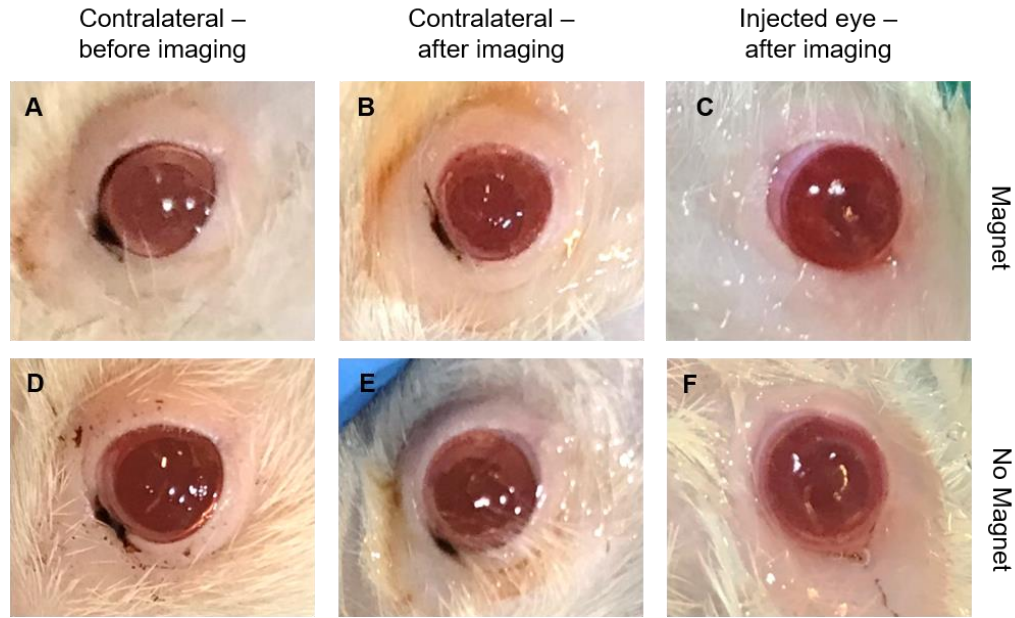 Contralateral –
before imaging
Contralateral –
after imaging
Injected eye –
after imaging
A
B
C
Magnet
D
E
F
No Magnet